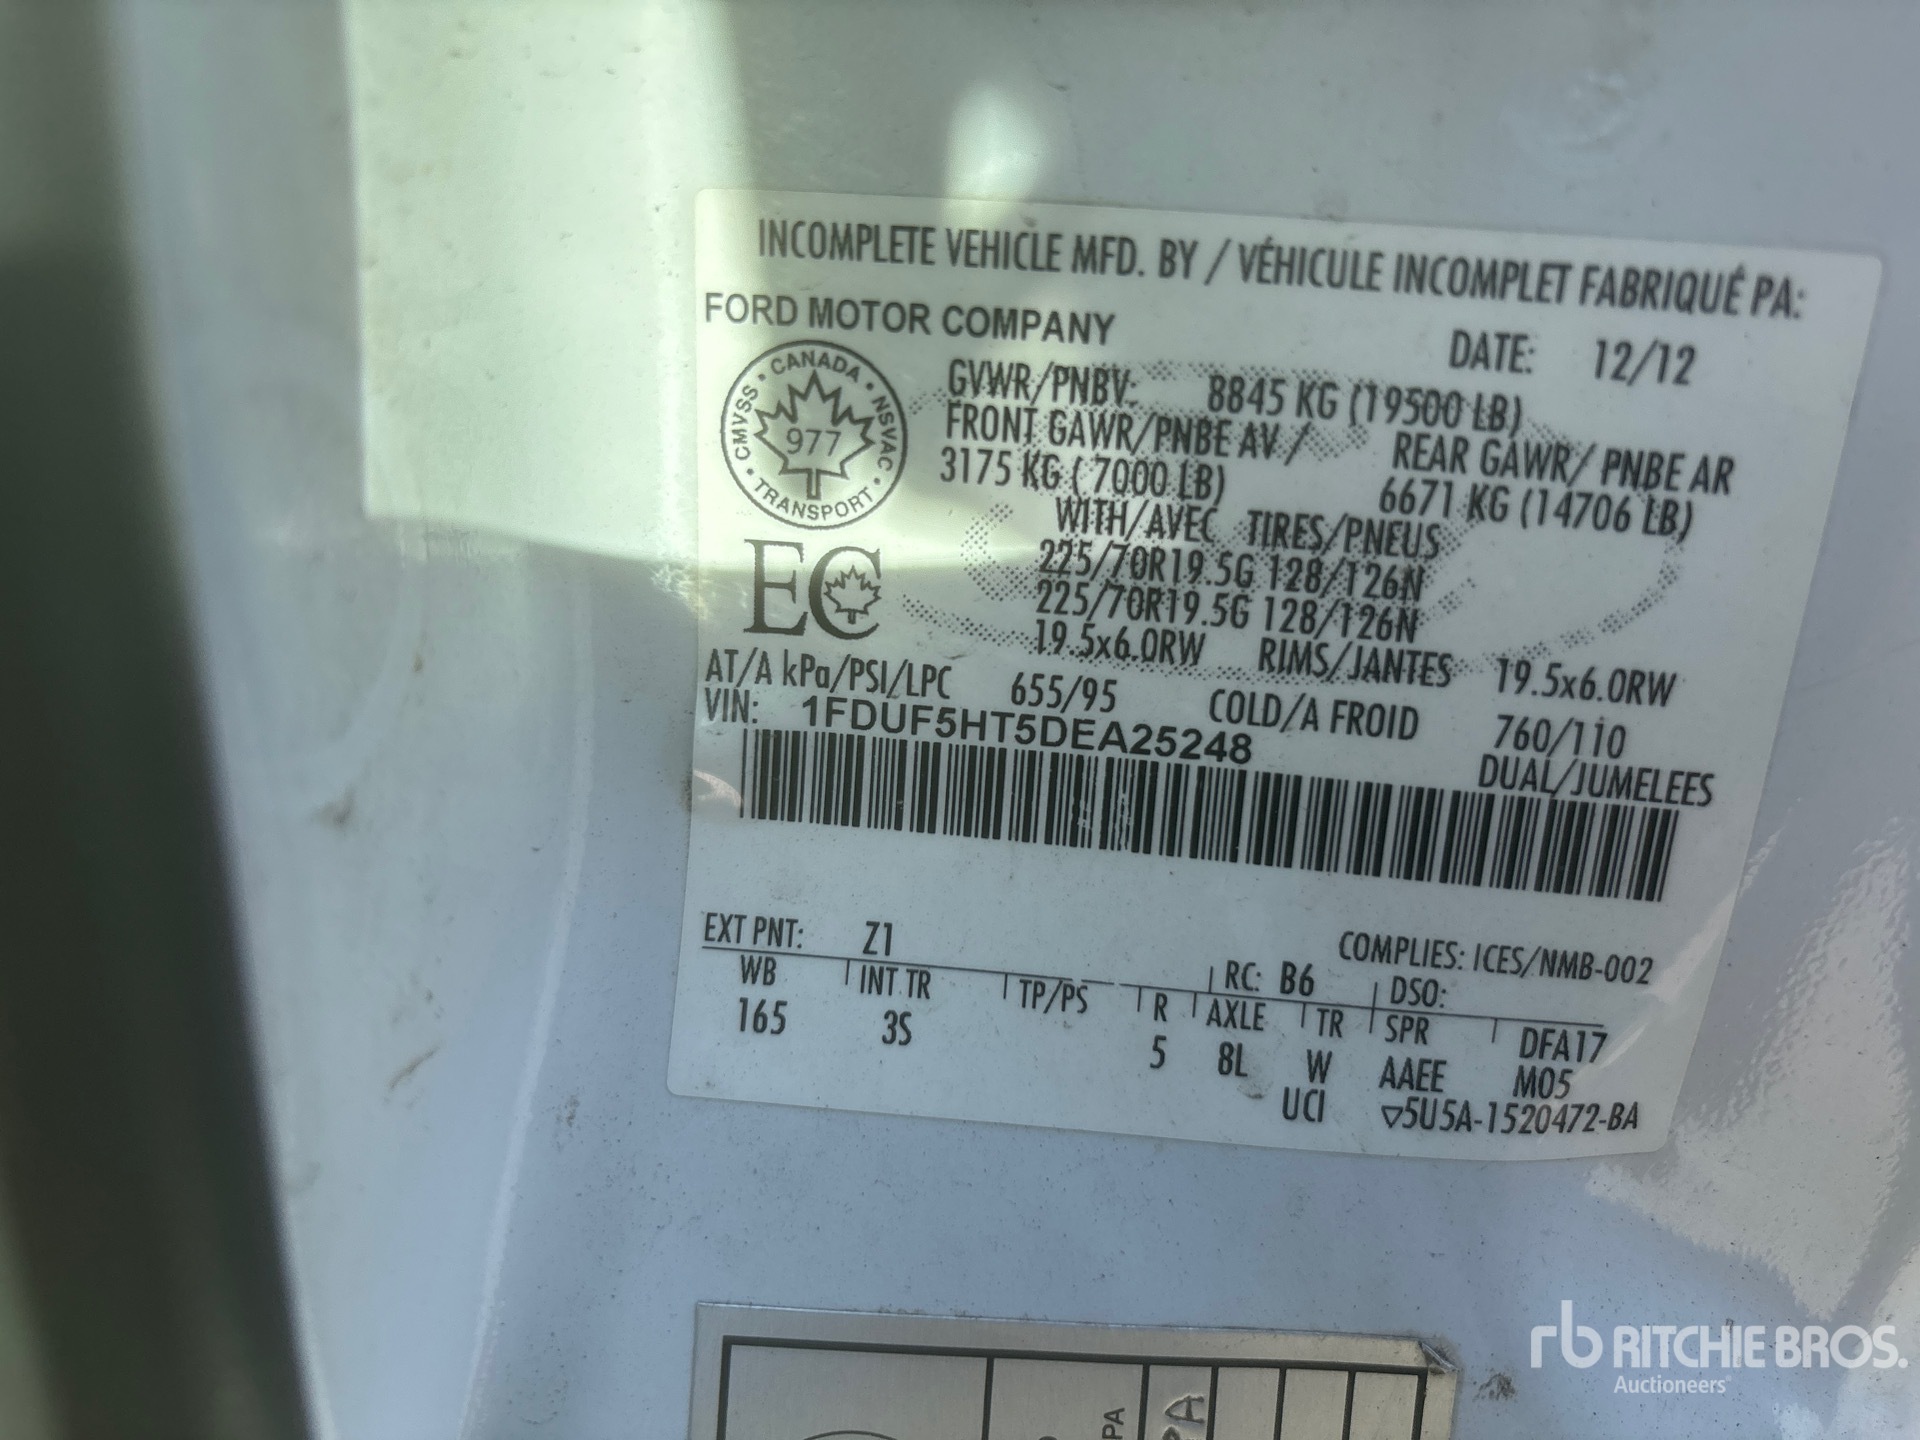 INCOMPLETE VEHICLE MFD. BY / VÉHICULE INCOMPLET FABRIQUÉ PA:
FORD MOTOR COMPANY
DATE: 12/12
CANADA
CMVSS NSVAC
977
TRANSPORT
GVWR/PNBV: 8845 KG (19500 LB)
FRONT GAWR/PNBE AV / REAR GAWR/ PNBE AR
3175 KG ( 7000 LB) 6671 KG (14706 LB)
WITH/AVEC TIRES/PNEUS
225/70R19.5G 128/126N
225/70R19.5G 128/126N
EC
19.5x6.0RW RIMS/JANTES 19.5x6.0RW
AT/A kPa/PSI/LPC 655/95 COLD/A FROID 760/110
VIN: 1FDUF5HT5DEA25248
DUAL/JUMELEES
EXT PNT: Z1 RC: B6 COMPLIES: ICES/NMB-002
DSO:
WB INT TR TP/PS R AXLE TR SPR DFA17
165 3S 5 8L W AAEE M05
UCI ▽5U5A-1520472-BA
PA
rb RITCHIE BROS.
Auctioneers